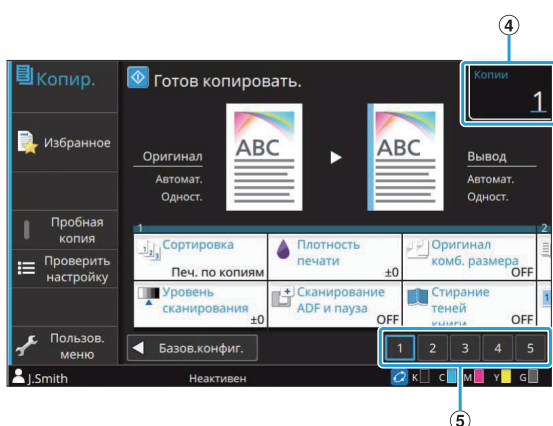 ④
Копир.
Готов копировать.
Копии
1
Избранное
ABC
ABC
Оригинал
Вывод
Автомат.
Автомат.
Одност.
Одност.
Пробная
копия
1
2
Сортировка
Печ. по копиям
Плотность
печати
±0
Оригинал
комб. размера
OFF
Проверить
настройку
Уровень
сканирования
±0
Сканирование
ADF и пауза
OFF
Стирание
теней
книги
OFF
1
Пользов.
меню
Базов.конфиг.
1 2 3 4 5
J.Smith
Неактивен
K C M Y G
⑤